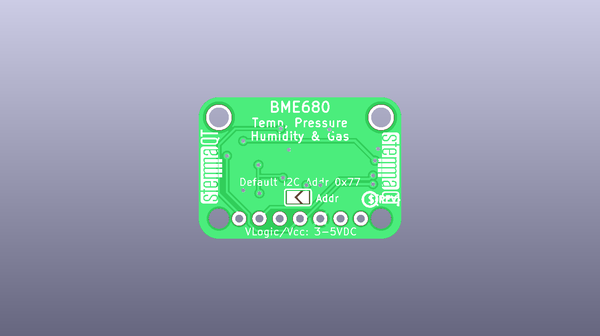 BME680
Temp, Pressure
Humidity & Gas
Default I2C Addr 0x77
Addr
VLogic/Vcc: 3-5VDC